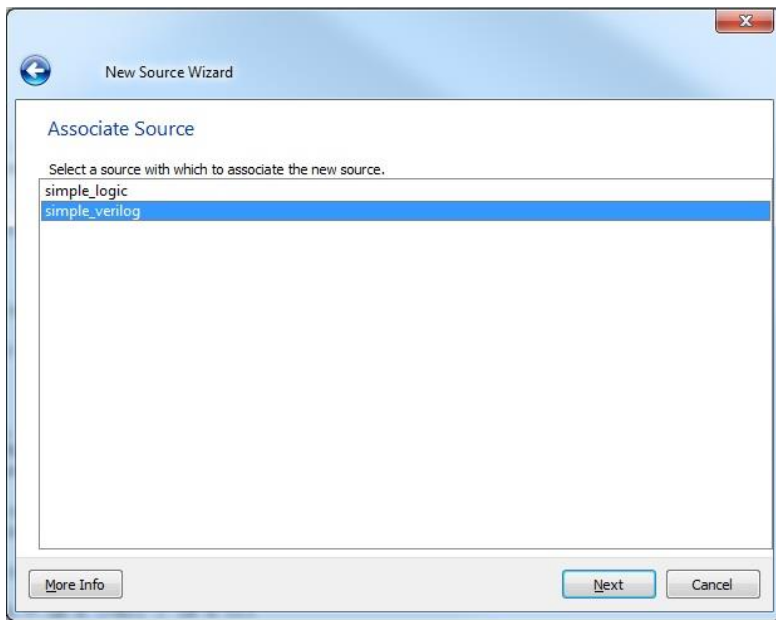 New Source Wizard
Associate Source
Select a source with which to associate the new source.
simple_logic
simple_verilog
More Info
Next
Cancel